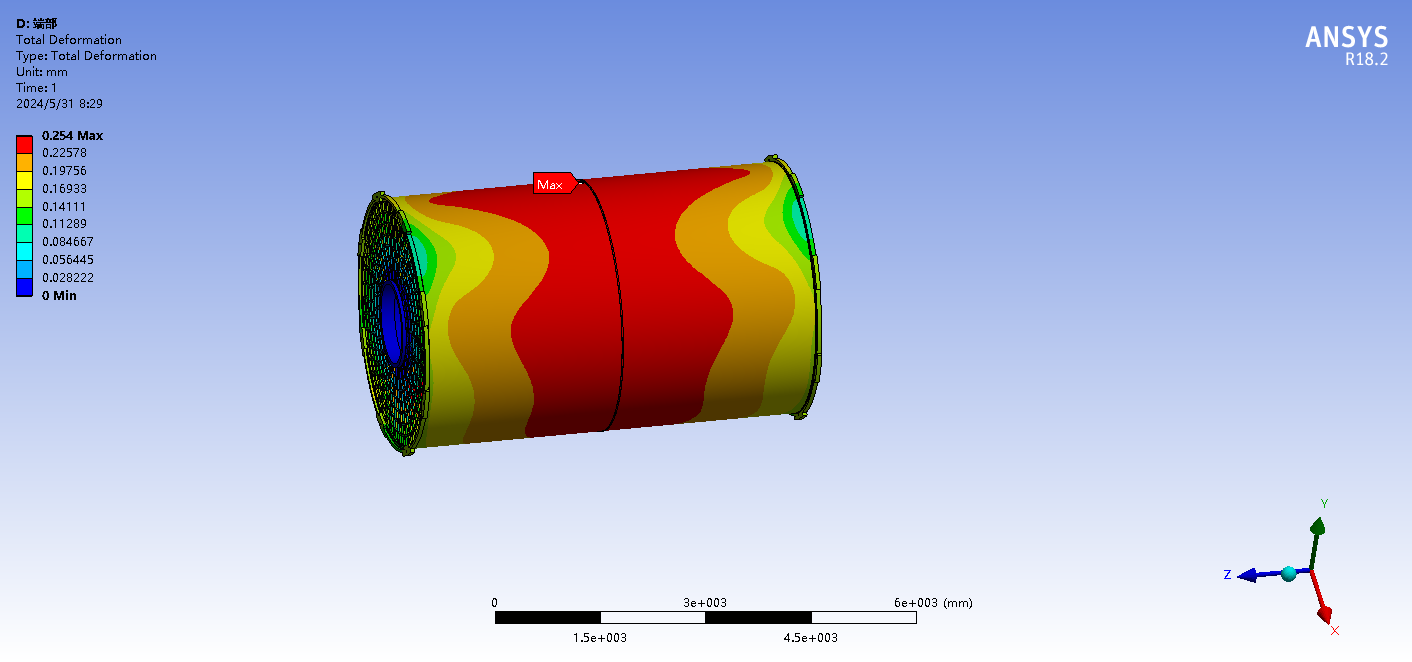 D: 端部
Total Deformation
Type: Total Deformation
Unit: mm
Time: 1
2024/5/31 8:29
ANSYS
R18.2
0.254 Max
0.22578
0.19756
0.16933
0.14111
0.11289
0.084667
0.056445
0.028222
0 Min
Max
Y
Z
X
0 3e+003 6e+003 (mm)
1.5e+003 4.5e+003